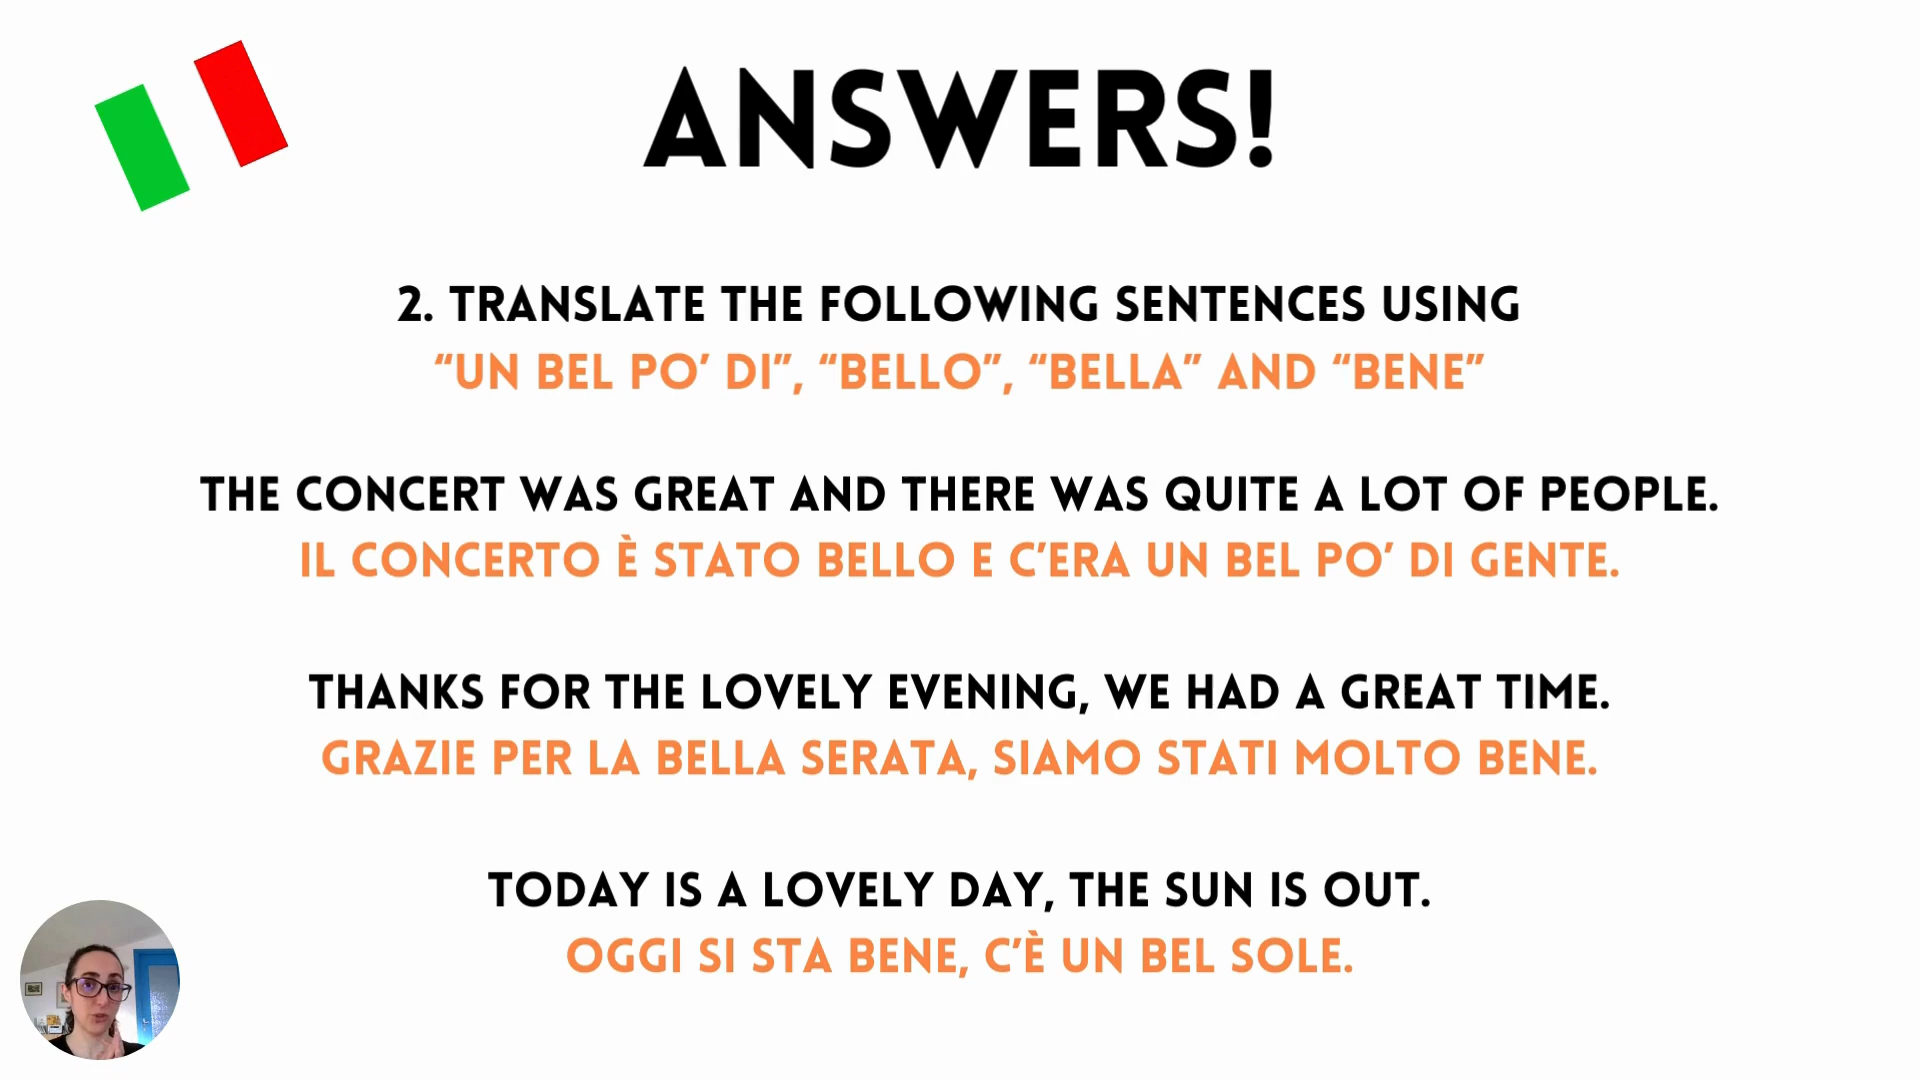 ANSWERS!
2. TRANSLATE THE FOLLOWING SENTENCES USING
“UN BEL PO’ DI”, “BELLO”, “BELLA” AND “BENE”
THE CONCERT WAS GREAT AND THERE WAS QUITE A LOT OF PEOPLE.
IL CONCERTO È STATO BELLO E C’ERA UN BEL PO’ DI GENTE.
THANKS FOR THE LOVELY EVENING, WE HAD A GREAT TIME.
GRAZIE PER LA BELLA SERATA, SIAMO STATI MOLTO BENE.
TODAY IS A LOVELY DAY, THE SUN IS OUT.
OGGI SI STA BENE, C’È UN BEL SOLE.